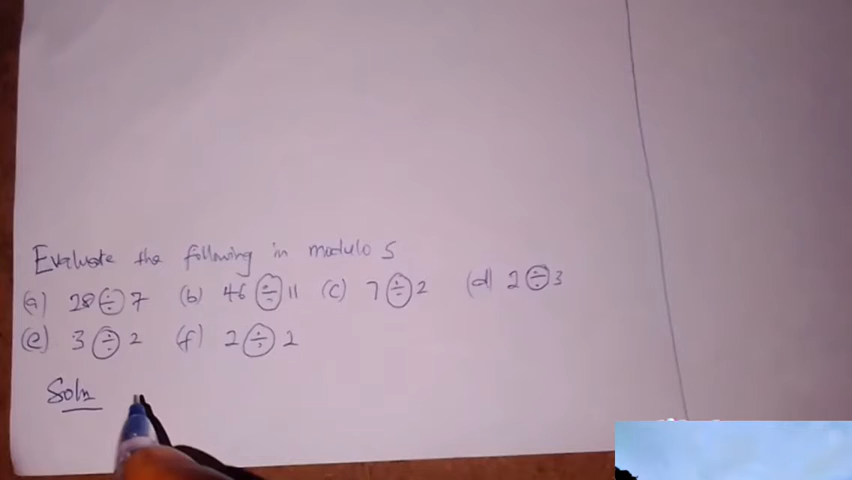 Evaluate the following in modulo 5
(a) 28 ⨸ 7 (b) 46 ⨸ 11 (c) 7 ⨸ 2 (d) 2 ⨸ 3
(e) 3 ⨸ 2 (f) 2 ⨸ 2
Soln